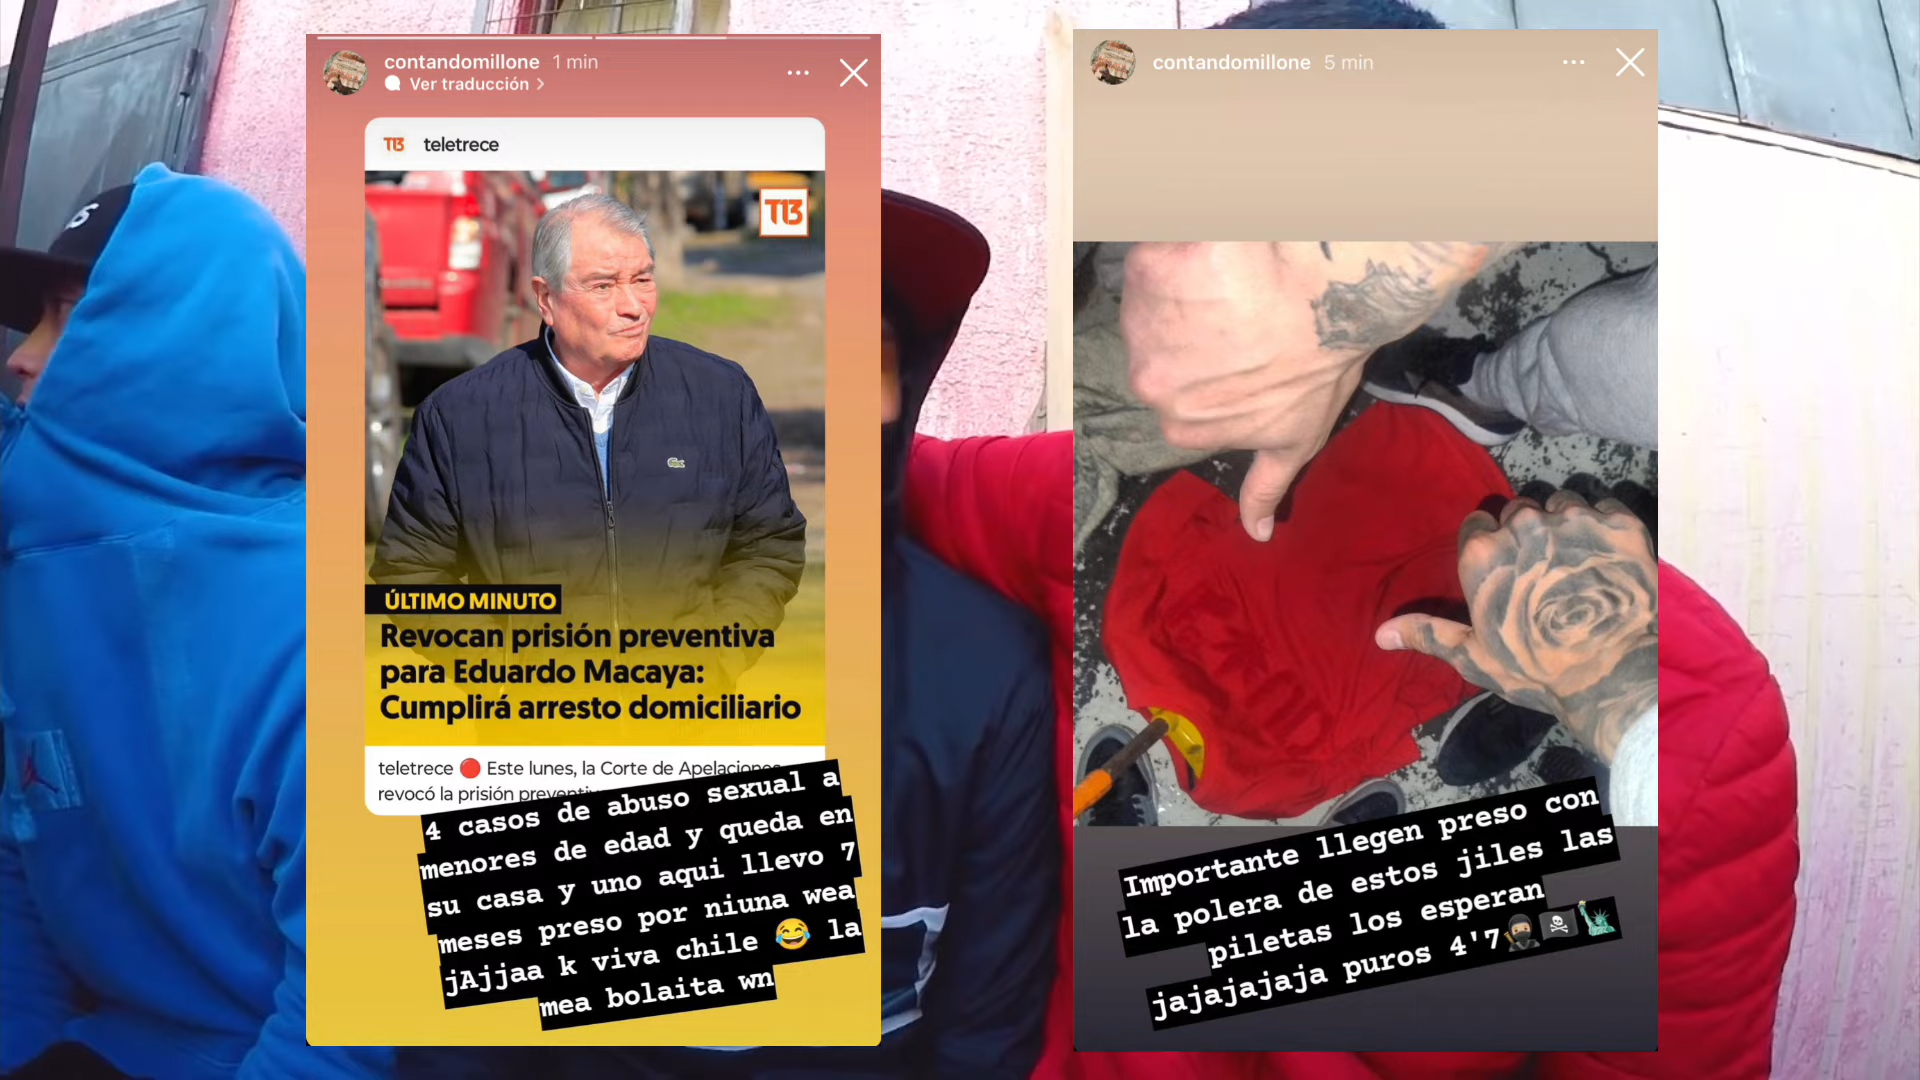 contandomillone 1 min
Ver traducción >
T13 teletrece
T13
ÚLTIMO MINUTO
Revocan prisión preventiva
para Eduardo Macaya:
Cumplirá arresto domiciliario
teletrece 🔴 Este lunes, la Corte de Apelaciones
revocó la prisión preventiva
4 casos de abuso sexual a
menores de edad y queda en
su casa y uno aqui llevo 7
meses preso por niuna wea
jAjjaa k viva chile 😂 la
mea bolaita wn
contandomillone 5 min
Importante llegen preso con
la polera de estos jiles las
piletas los esperan
jajajajaja puros 4'7🥷🏴‍☠️🗽